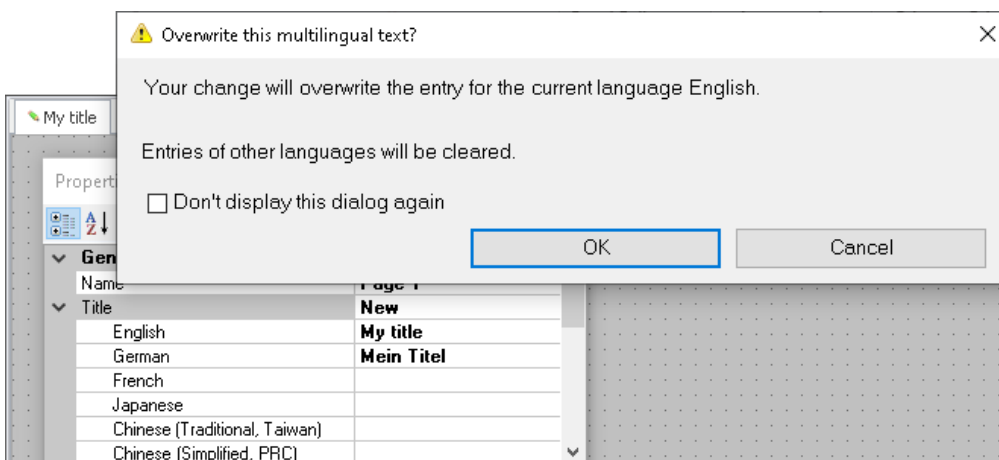 Overwrite this multilingual text?
Your change will overwrite the entry for the current language English.
My title
Entries of other languages will be cleared.
Don't display this dialog again
OK Cancel
Name
Title New
English My title
German Mein Titel
French
Japanese
Chinese (Traditional, Taiwan)
Chinese (Simplified, PRC)